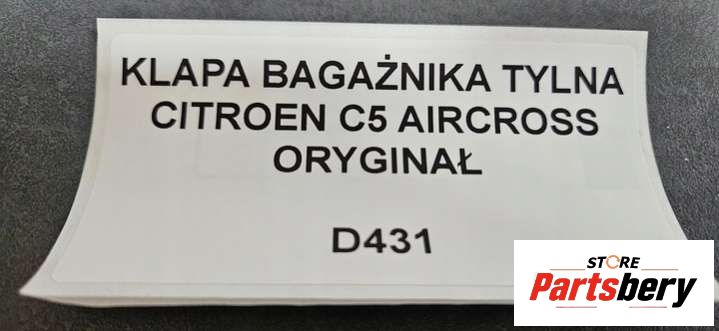 KLAPA BAGAŻNIKA TYLNA
CITROEN C5 AIRCROSS
ORYGINAŁ
D431
STORE
Partsbery